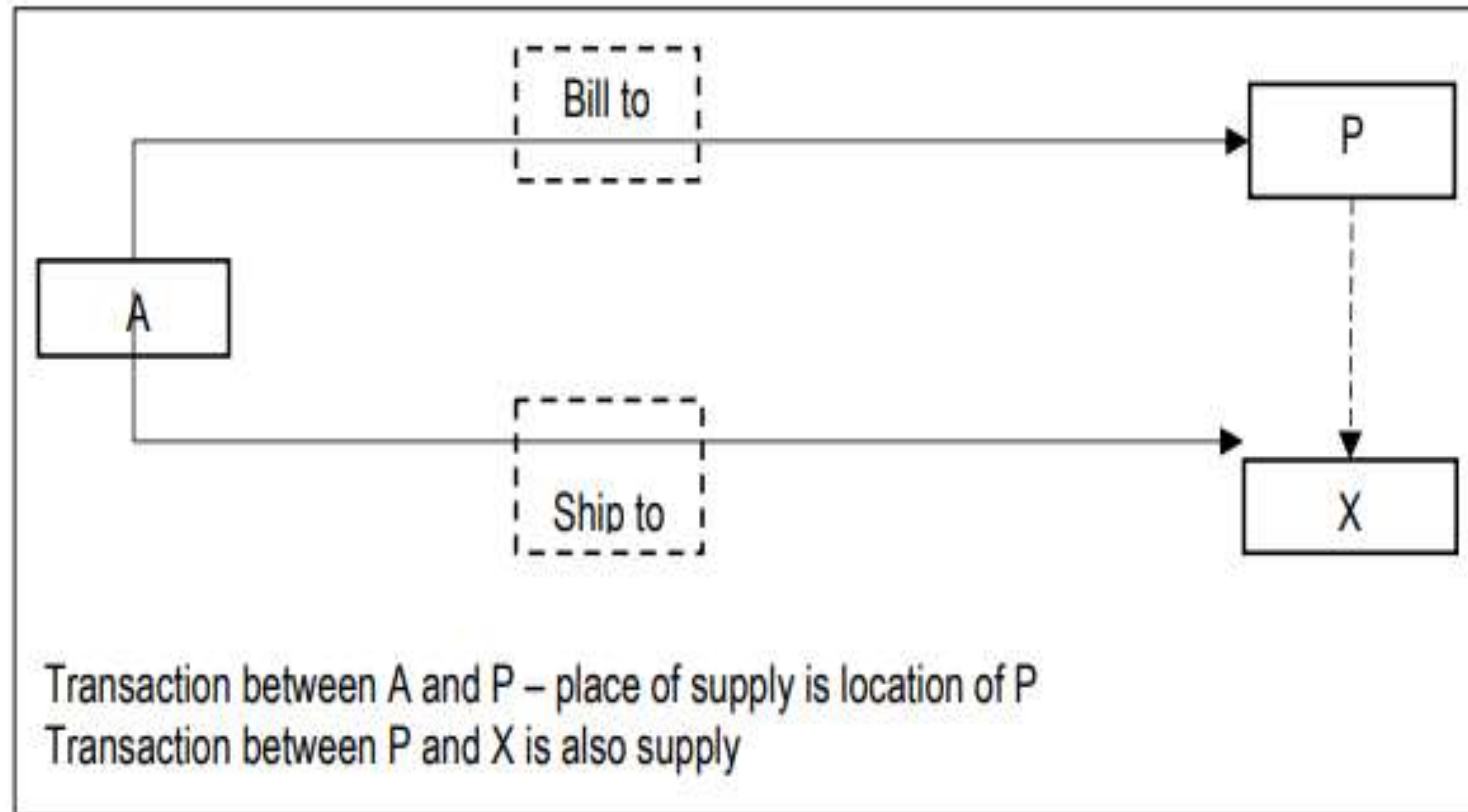 Bill to
P
A
Ship to
X
Transaction between A and P – place of supply is location of P
Transaction between P and X is also supply